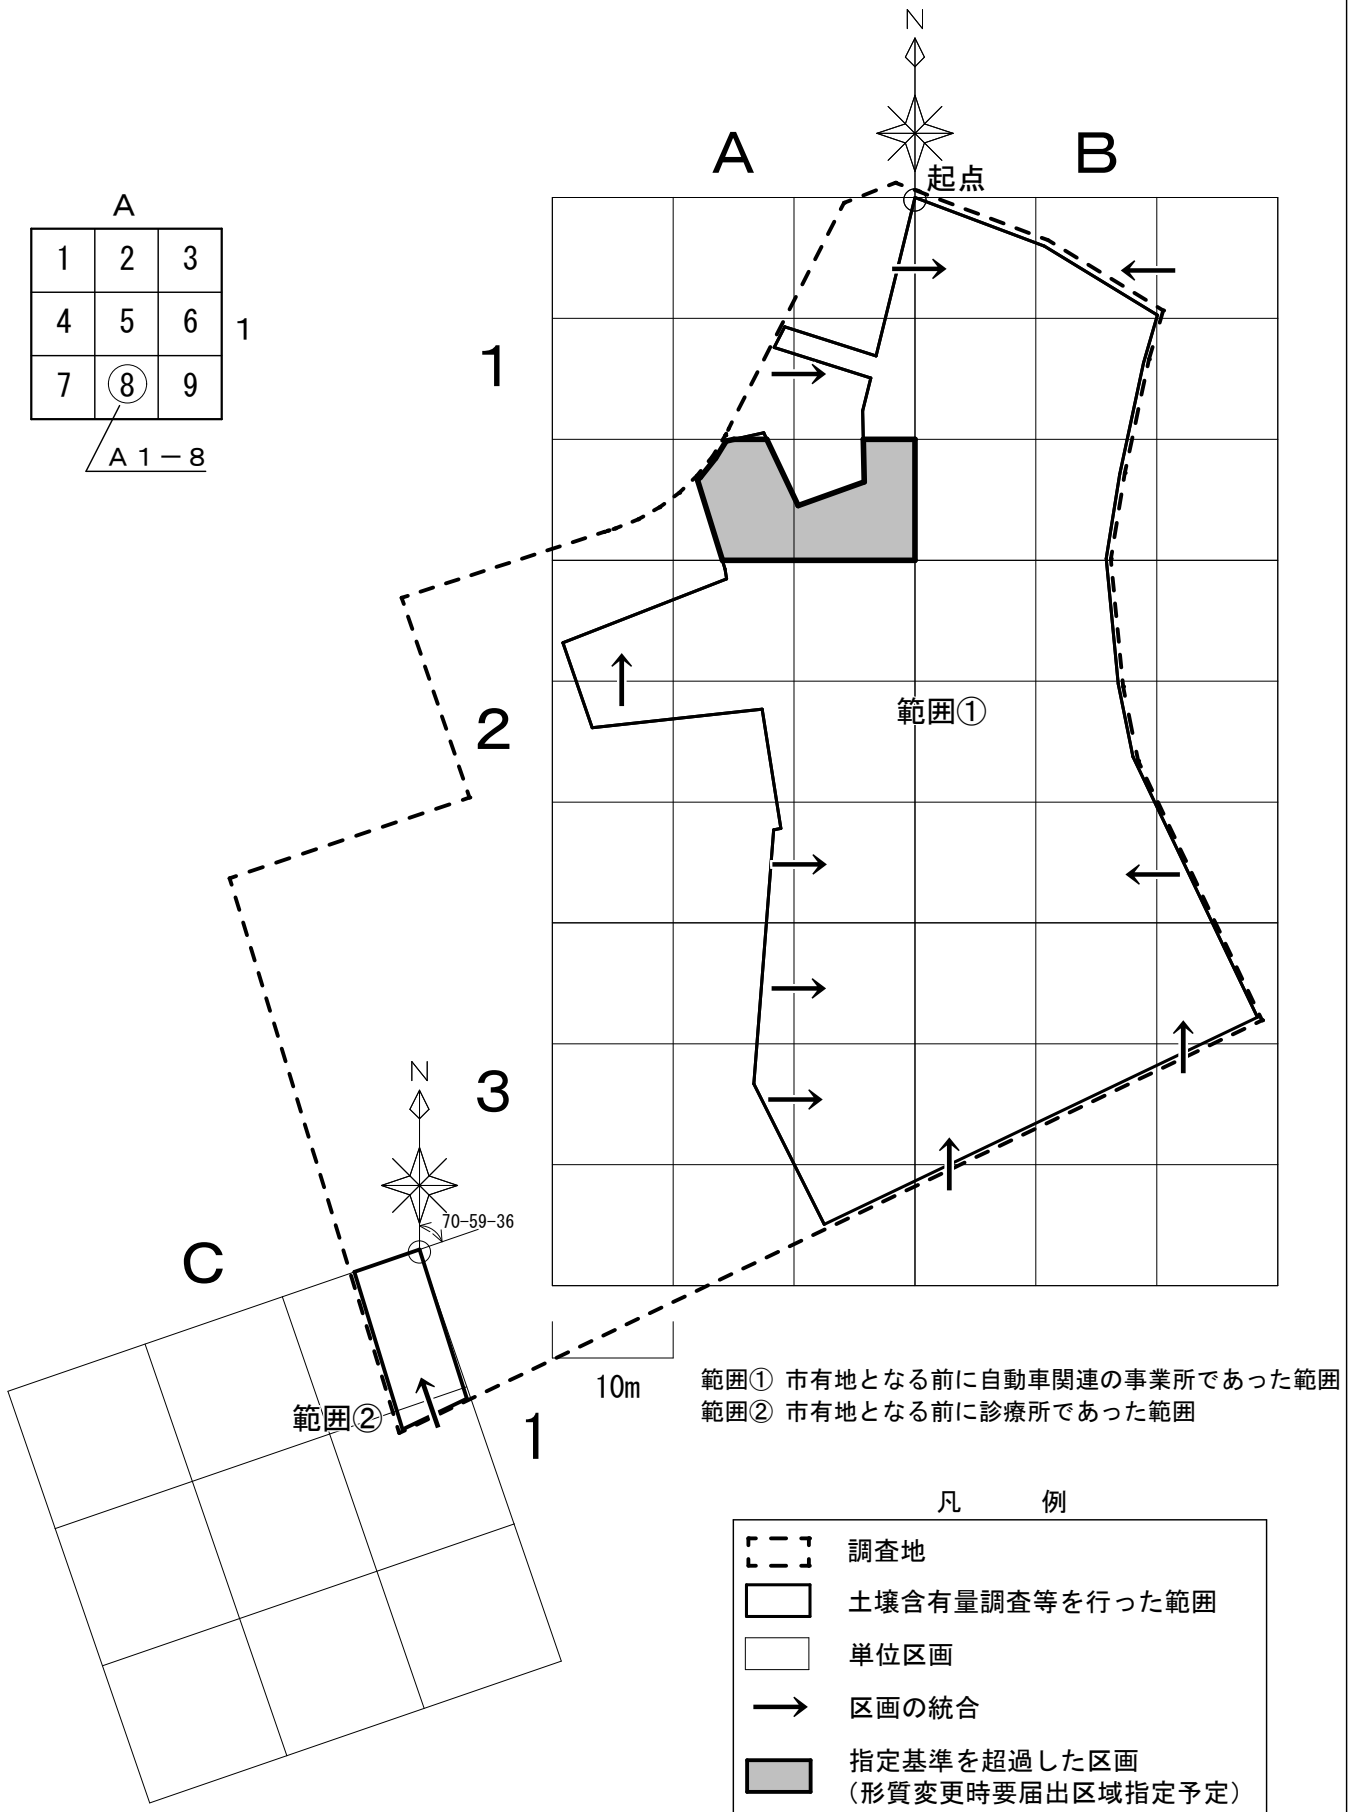 N
A
B
起点
A
1 2 3
4 5 6
7 8 9
1
A1-8
1
2
範囲①
3
N
70-59-36
C
範囲②
1
10m
範囲① 市有地となる前に自動車関連の事業所であった範囲
範囲② 市有地となる前に診療所であった範囲
凡 例
調査地
土壌含有量調査等を行った範囲
単位区画
区画の統合
指定基準を超過した区画
(形質変更時要届出区域指定予定)